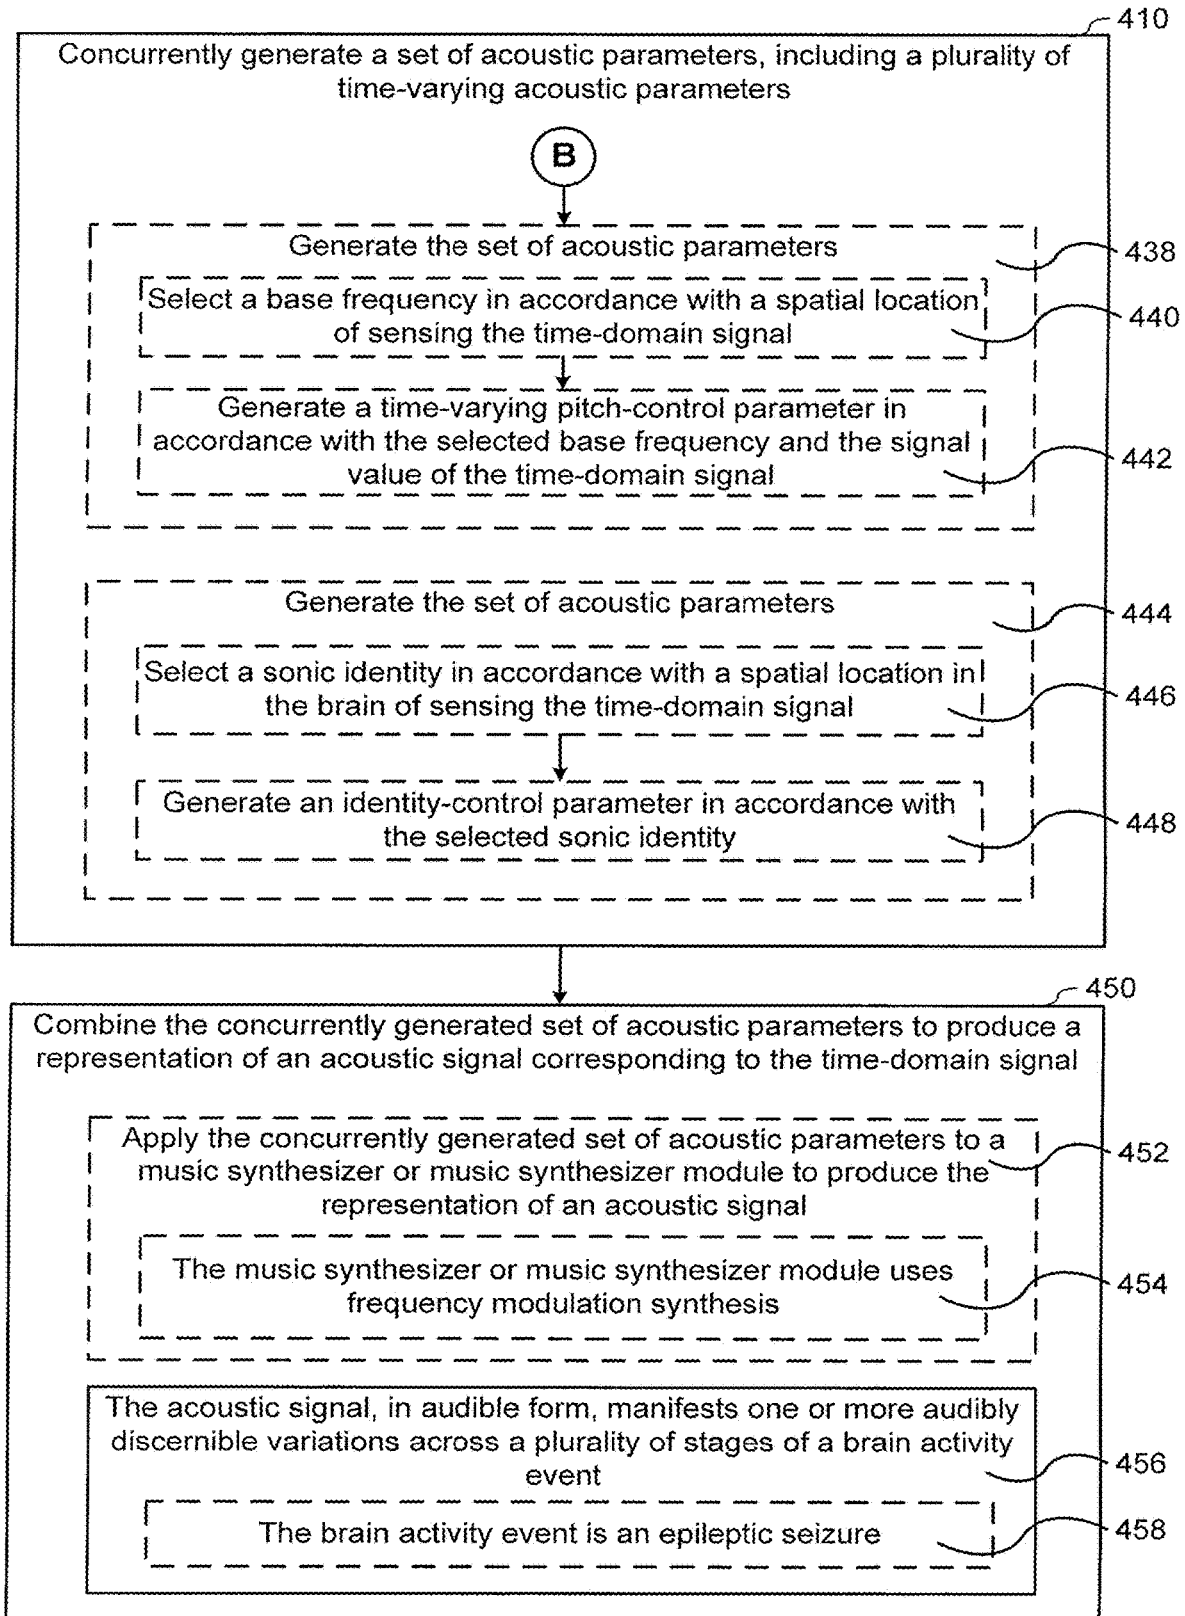 410
Concurrently generate a set of acoustic parameters, including a plurality of
time-varying acoustic parameters
B
Generate the set of acoustic parameters
438
Select a base frequency in accordance with a spatial location
of sensing the time-domain signal
440
Generate a time-varying pitch-control parameter in
accordance with the selected base frequency and the signal
value of the time-domain signal
442
Generate the set of acoustic parameters
444
Select a sonic identity in accordance with a spatial location in
the brain of sensing the time-domain signal
446
Generate an identity-control parameter in accordance with
the selected sonic identity
448
450
Combine the concurrently generated set of acoustic parameters to produce a
representation of an acoustic signal corresponding to the time-domain signal
Apply the concurrently generated set of acoustic parameters to a
music synthesizer or music synthesizer module to produce the
representation of an acoustic signal
452
The music synthesizer or music synthesizer module uses
frequency modulation synthesis
454
The acoustic signal, in audible form, manifests one or more audibly
discernible variations across a plurality of stages of a brain activity
event
456
The brain activity event is an epileptic seizure
458